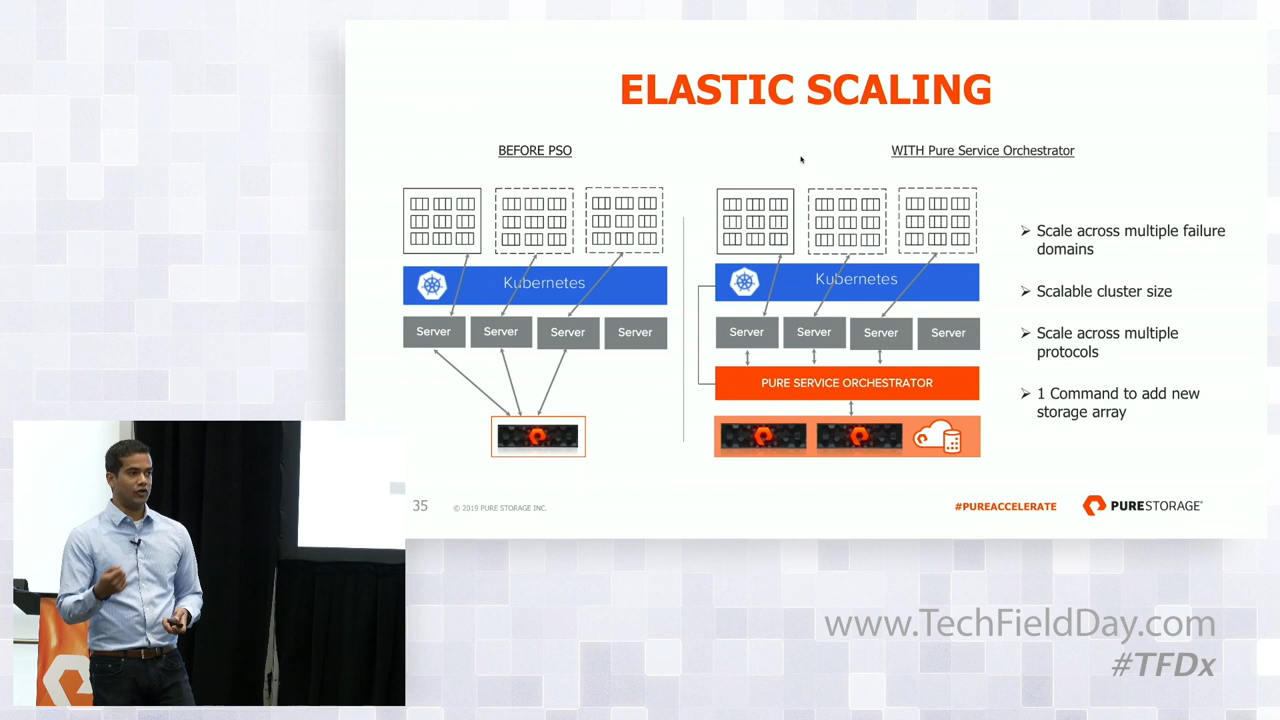 ELASTIC SCALING
BEFORE PSO
WITH Pure Service Orchestrator
Kubernetes
Server
Server
Server
Server
Kubernetes
Server
Server
Server
Server
PURE SERVICE ORCHESTRATOR
Scale across multiple failure
domains
Scalable cluster size
Scale across multiple
protocols
1 Command to add new
storage array
35
© 2019 PURE STORAGE INC.
#PUREACCELERATE
PURESTORAGE
www.TechFieldDay.com
#TFDx